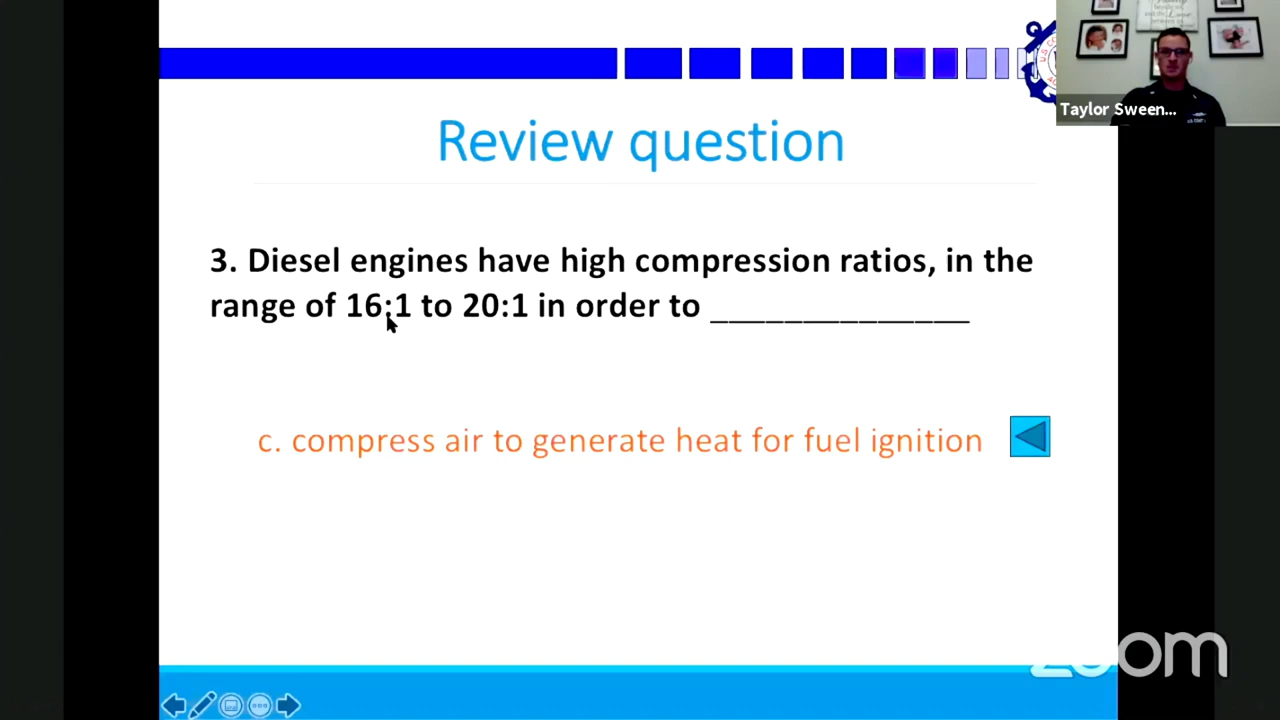 Review question
Taylor Sween...
3. Diesel engines have high compression ratios, in the
range of 16:1 to 20:1 in order to ______________
c. compress air to generate heat for fuel ignition
zoom